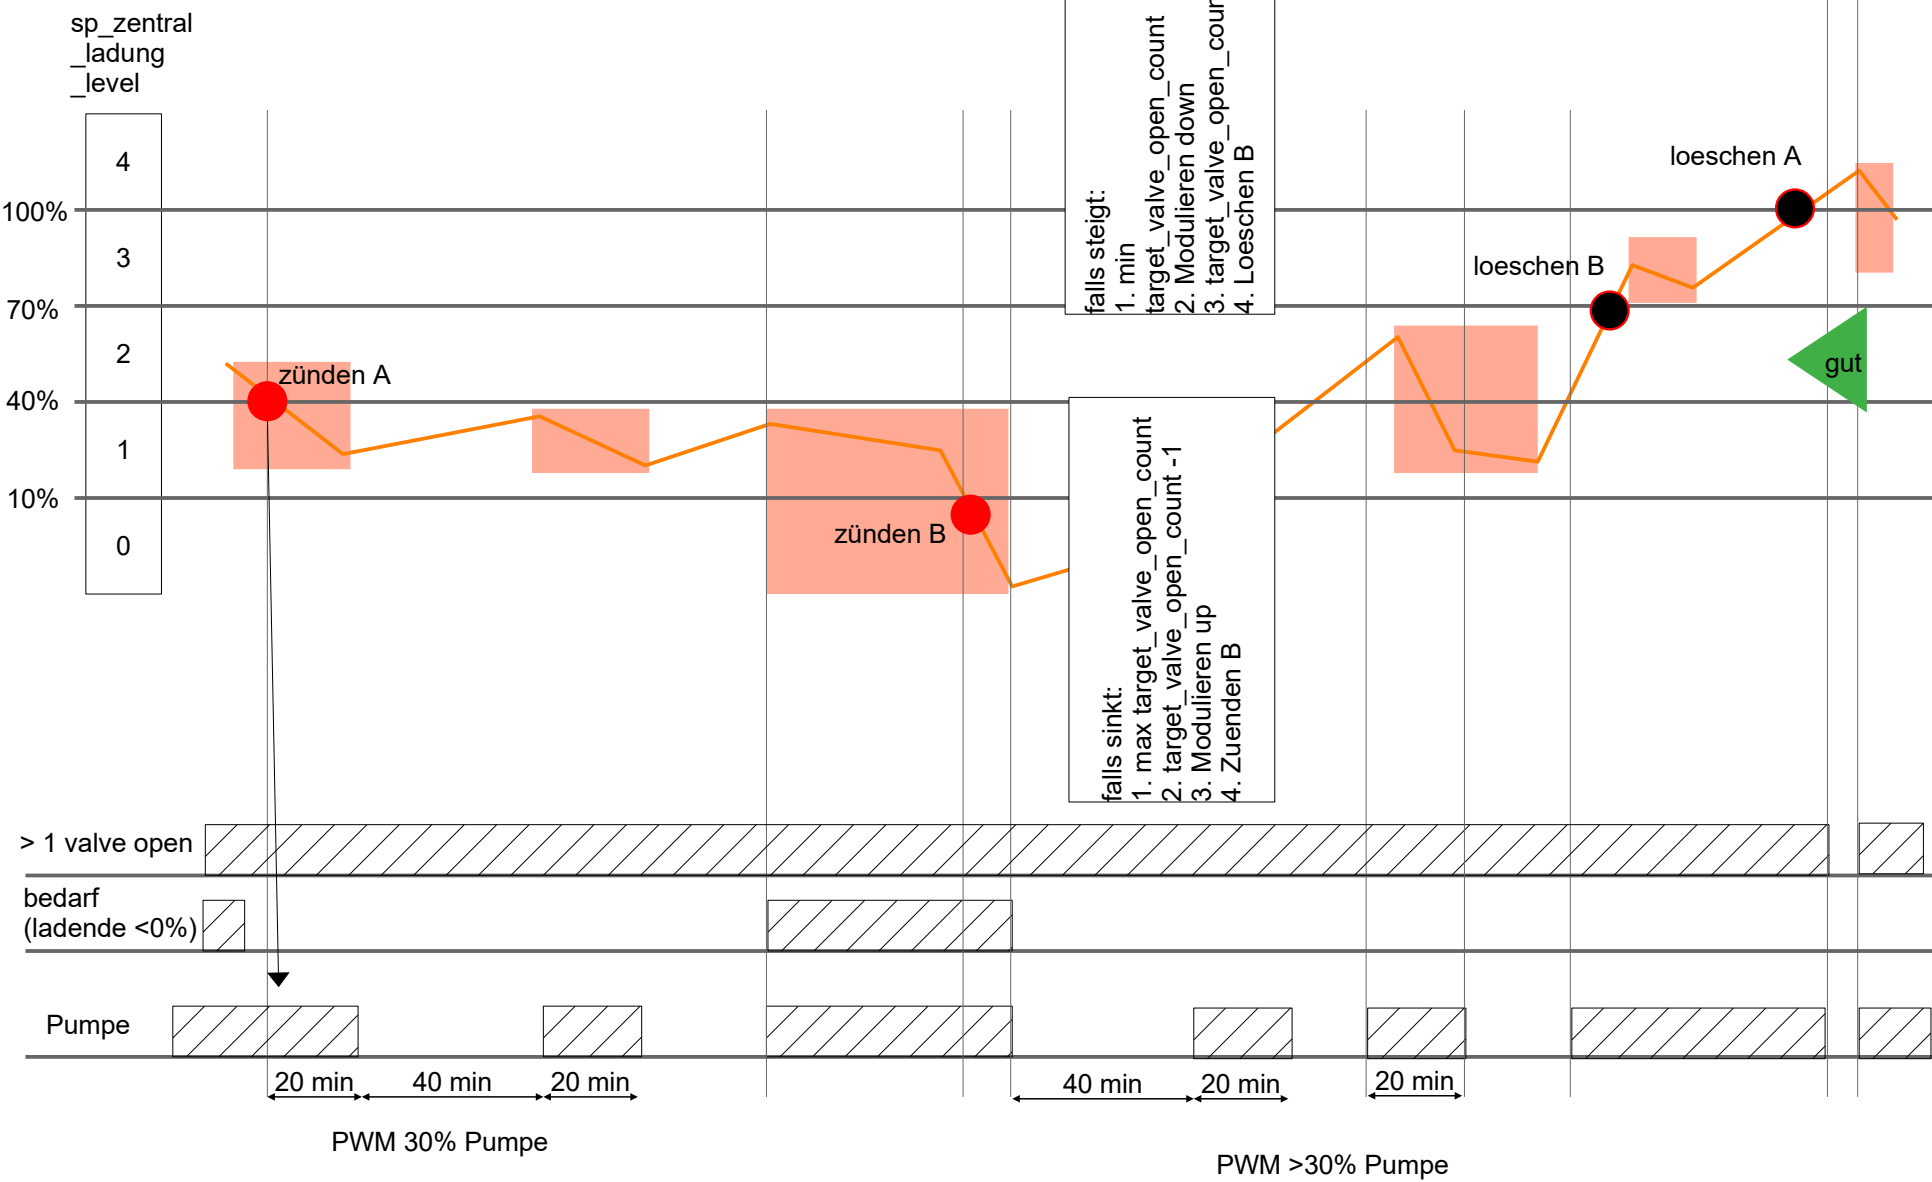 sp_zentral
_ladung
_level
4
3
2
1
0
100%
70%
40%
10%
zünden A
zünden B
loeschen B
loeschen A
gut
falls steigt:
1. min
target_valve_open_count
2. Modulieren down
3. target_valve_open_coun
4. Loeschen B
falls sinkt:
1. max target_valve_open_count
2. target_valve_open_count -1
3. Modulieren up
4. Zuenden B
> 1 valve open
bedarf
(ladende <0%)
Pumpe
20 min
40 min
20 min
40 min
20 min
20 min
PWM 30% Pumpe
PWM >30% Pumpe